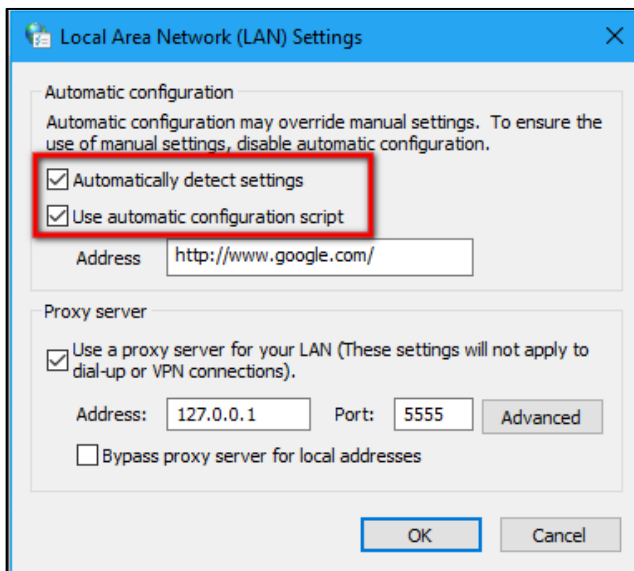 Local Area Network (LAN) Settings
Automatic configuration
Automatic configuration may override manual settings. To ensure the
use of manual settings, disable automatic configuration.
Automatically detect settings
Use automatic configuration script
Address http://www.google.com/
Proxy server
Use a proxy server for your LAN (These settings will not apply to
dial-up or VPN connections).
Address: 127.0.0.1 Port: 5555 Advanced
Bypass proxy server for local addresses
OK Cancel